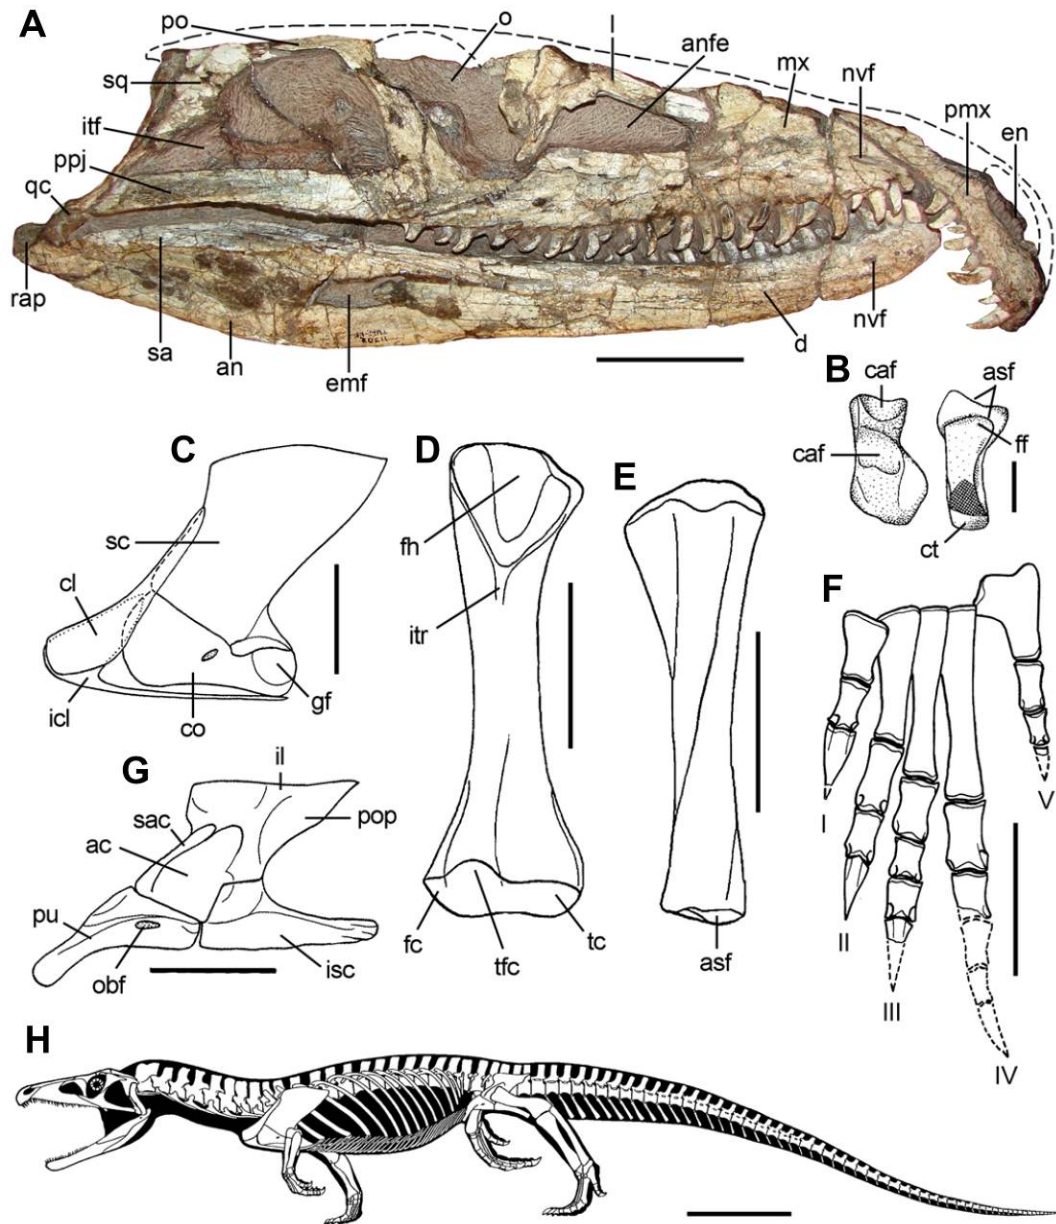 A
po
o
l
anfe
mx
nvf
pmx
en
sq
itf
ppj
qc
rap
sa
an
emf
d
nvf
B
caf
asf
caf
ff
ct
C
sc
cl
icl
co
gf
D
fh
itr
fc
tfc
tc
E
asf
F
I
II
III
IV
V
G
il
sac
ac
pop
pu
obf
isc
H